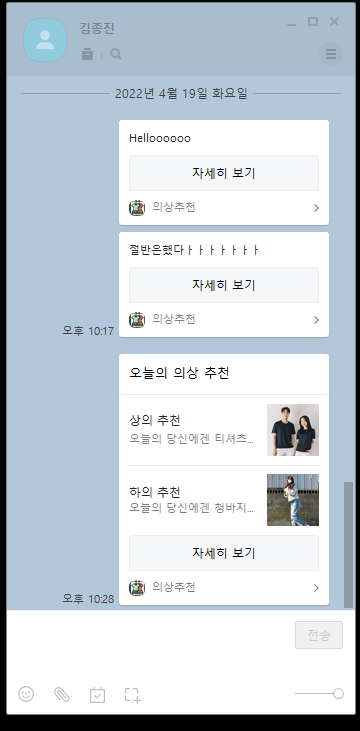 김종진
2022년 4월 19일 화요일
Helloooooo
자세히 보기
의상추천
절반은했다ㅏㅏㅏㅏㅏㅏㅏ
자세히 보기
의상추천
오후 10:17
오늘의 의상 추천
상의 추천
오늘의 당신에겐 티셔츠...
하의 추천
오늘의 당신에겐 청바지...
자세히 보기
의상추천
오후 10:28
전송